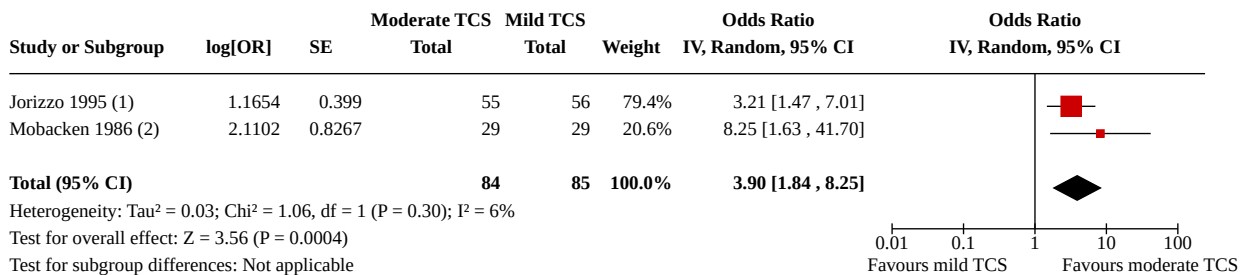 Moderate TCS Mild TCS Odds Ratio Odds Ratio
Study or Subgroup log[OR] SE Total Total Weight IV, Random, 95% CI IV, Random, 95% CI
Jorizzo 1995 (1) 1.1654 0.399 55 56 79.4% 3.21 [1.47 , 7.01]
Mobacken 1986 (2) 2.1102 0.8267 29 29 20.6% 8.25 [1.63 , 41.70]
Total (95% CI) 84 85 100.0% 3.90 [1.84 , 8.25]
Heterogeneity: Tau² = 0.03; Chi² = 1.06, df = 1 (P = 0.30); I² = 6%
Test for overall effect: Z = 3.56 (P = 0.0004)
0.01 0.1 1 10 100
Test for subgroup differences: Not applicable
Favours mild TCS Favours moderate TCS